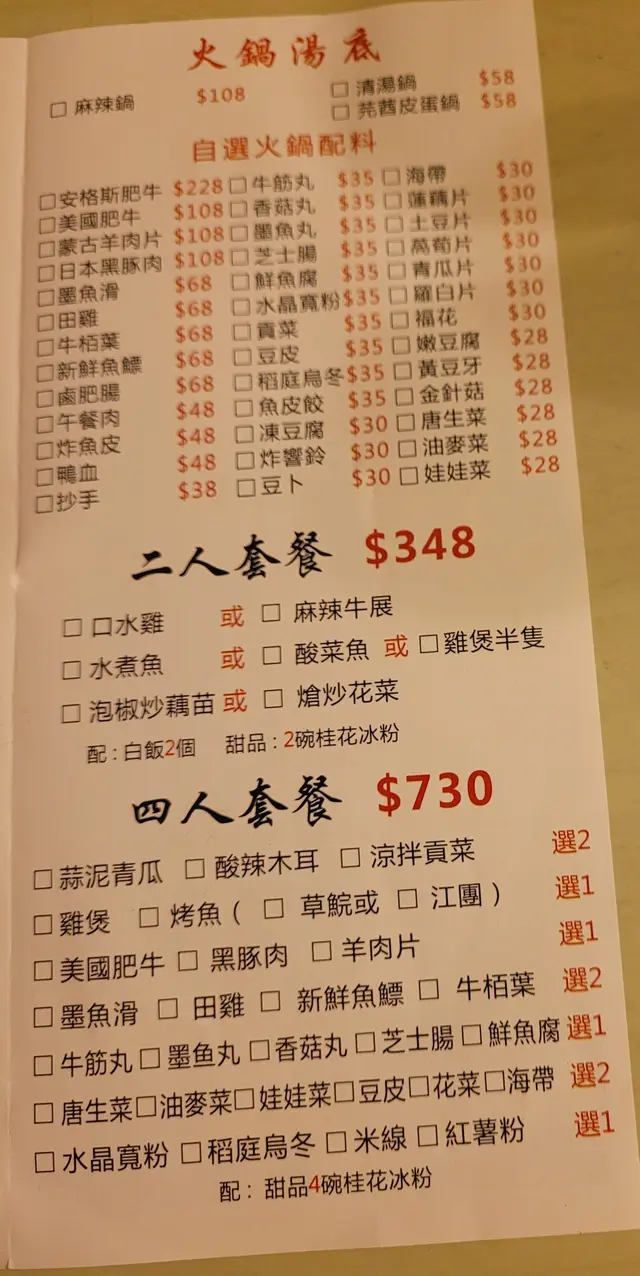 火鍋湯底
□ 麻辣鍋 $108 □ 清湯鍋 $58
□ 芫茜皮蛋鍋 $58
自選火鍋配料
□安格斯肥牛 $228 □ 牛筋丸 $35 □ 海帶 $30
□美國肥牛 $108 □ 香菇丸 $35 □ 蓮藕片 $30
□蒙古羊肉片 $108 □ 墨魚丸 $35 □ 土豆片 $30
□日本黑豚肉 $108 □ 芝士腸 $35 □ 萵荀片 $30
□墨魚滑 $68 □ 鮮魚腐 $35 □ 青瓜片 $30
□田雞 $68 □ 水晶寬粉 $35 □ 羅白片 $30
□牛栢葉 $68 □ 貢菜 $35 □ 福花 $30
□新鮮魚鰾 $68 □ 豆皮 $35 □ 嫩豆腐 $28
□鹵肥腸 $68 □ 稻庭烏冬 $35 □ 黃豆牙 $28
□午餐肉 $48 □ 魚皮餃 $35 □ 金針菇 $28
□炸魚皮 $48 □ 凍豆腐 $30 □ 唐生菜 $28
□鴨血 $48 □ 炸響鈴 $30 □ 油麥菜 $28
□抄手 $38 □ 豆卜 $30 □ 娃娃菜 $28
二人套餐 $348
□ 口水雞 或 □ 麻辣牛展
□ 水煮魚 或 □ 酸菜魚 或 □雞煲半隻
□ 泡椒炒藕苗 或 □ 熗炒花菜
配 : 白飯2個 甜品 : 2碗桂花冰粉
四人套餐 $730
□ 蒜泥青瓜 □ 酸辣木耳 □ 涼拌貢菜 選2
□ 雞煲 □ 烤魚 ( □ 草鯇或 □ 江團 ) 選1
□ 美國肥牛 □ 黑豚肉 □ 羊肉片 選1
□ 墨魚滑 □ 田雞 □ 新鮮魚鰾 □ 牛栢葉 選2
□ 牛筋丸 □ 墨鱼丸 □ 香菇丸 □ 芝士腸 □ 鮮魚腐 選1
□ 唐生菜 □油麥菜 □娃娃菜 □豆皮 □花菜 □海帶 選2
□ 水晶寬粉 □ 稻庭烏冬 □ 米線 □ 紅薯粉 選1
配 : 甜品4碗桂花冰粉